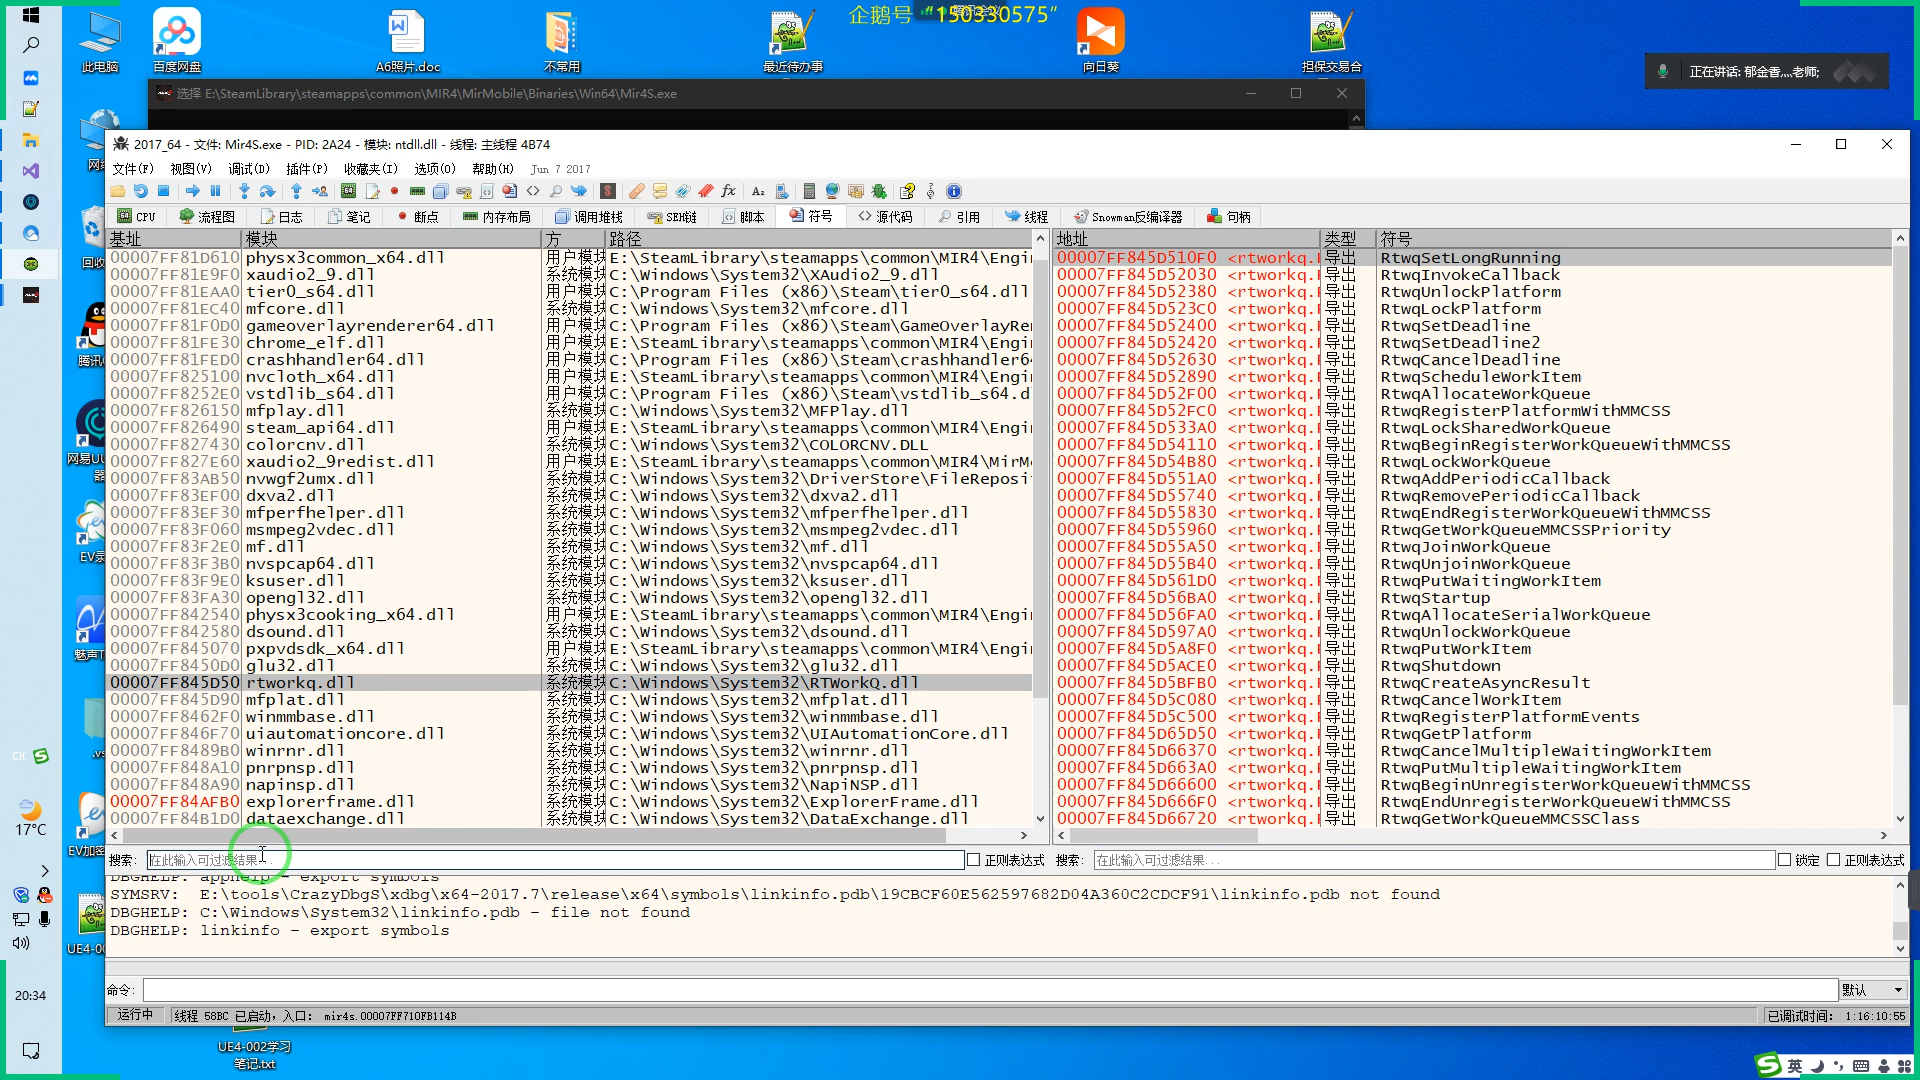 企鹅号 "150330575"
此电脑
百度网盘
A6照片.doc
不常用
最近待办事
向日葵
担保交易合
正在讲话: 郁金香灬老师;
选择 E:\SteamLibrary\steamapps\common\MIR4\MirMobile\Binaries\Win64\Mir4S.exe
2017_64 - 文件: Mir4S.exe - PID: 2A24 - 模块: ntdll.dll - 线程: 主线程 4B74
文件(F) 视图(V) 调试(D) 插件(P) 收藏夹(I) 选项(O) 帮助(H) Jun 7 2017
CPU 流程图 日志 笔记 断点 内存布局 调用堆栈 SEH链 脚本 符号 源代码 引用 线程 Snowman反编译器 句柄
基址 模块 方 路径
00007FF81D610 physx3common_x64.dll 用户模块 E:\SteamLibrary\steamapps\common\MIR4\Engi
00007FF81E9F0 xaudio2_9.dll 系统模块 C:\Windows\System32\XAudio2_9.dll
00007FF81EAA0 tier0_s64.dll 用户模块 C:\Program Files (x86)\Steam\tier0_s64.dll
00007FF81EC40 mfcore.dll 系统模块 C:\Windows\System32\mfcore.dll
00007FF81F0D0 gameoverlayrenderer64.dll 用户模块 C:\Program Files (x86)\Steam\GameOverlayRe
00007FF81FE30 chrome_elf.dll 用户模块 E:\SteamLibrary\steamapps\common\MIR4\Engi
00007FF81FED0 crashhandler64.dll 用户模块 C:\Program Files (x86)\Steam\crashhandler64
00007FF825100 nvcloth_x64.dll 用户模块 E:\SteamLibrary\steamapps\common\MIR4\Engi
00007FF8252E0 vstdlib_s64.dll 用户模块 C:\Program Files (x86)\Steam\vstdlib_s64.d
00007FF826150 mfplay.dll 系统模块 C:\Windows\System32\MFPlay.dll
00007FF826490 steam_api64.dll 用户模块 E:\SteamLibrary\steamapps\common\MIR4\Engi
00007FF827430 colorcnv.dll 系统模块 C:\Windows\System32\COLORCNV.DLL
00007FF827E60 xaudio2_9redist.dll 用户模块 E:\SteamLibrary\steamapps\common\MIR4\MirM
00007FF83AB50 nvwgf2umx.dll 系统模块 C:\Windows\System32\DriverStore\FileReposi
00007FF83EF00 dxva2.dll 系统模块 C:\Windows\System32\dxva2.dll
00007FF83EF30 mfperfhelper.dll 系统模块 C:\Windows\System32\mfperfhelper.dll
00007FF83F060 msmpeg2vdec.dll 系统模块 C:\Windows\System32\msmpeg2vdec.dll
00007FF83F2E0 mf.dll 系统模块 C:\Windows\System32\mf.dll
00007FF83F3B0 nvspcap64.dll 系统模块 C:\Windows\System32\nvspcap64.dll
00007FF83F9E0 ksuser.dll 系统模块 C:\Windows\System32\ksuser.dll
00007FF83FA30 opengl32.dll 系统模块 C:\Windows\System32\opengl32.dll
00007FF842540 physx3cooking_x64.dll 用户模块 E:\SteamLibrary\steamapps\common\MIR4\Engi
00007FF842580 dsound.dll 系统模块 C:\Windows\System32\dsound.dll
00007FF845070 pxpvdsdk_x64.dll 用户模块 E:\SteamLibrary\steamapps\common\MIR4\Engi
00007FF8450D0 glu32.dll 系统模块 C:\Windows\System32\glu32.dll
00007FF845D50 rtworkq.dll 系统模块 C:\Windows\System32\RTWorkQ.dll
00007FF845D90 mfplat.dll 系统模块 C:\Windows\System32\mfplat.dll
00007FF8462F0 winmmbase.dll 系统模块 C:\Windows\System32\winmmbase.dll
00007FF846F70 uiautomationcore.dll 系统模块 C:\Windows\System32\UIAutomationCore.dll
00007FF8489B0 winrnr.dll 系统模块 C:\Windows\System32\winrnr.dll
00007FF848A10 pnrpnsp.dll 系统模块 C:\Windows\System32\pnrpnsp.dll
00007FF848A90 napinsp.dll 系统模块 C:\Windows\System32\NapiNSP.dll
00007FF84AFB0 explorerframe.dll 系统模块 C:\Windows\System32\ExplorerFrame.dll
00007FF84B1D0 dataexchange.dll 系统模块 C:\Windows\System32\DataExchange.dll
地址 类型 符号
00007FF845D510F0 <rtworkq. 导出 RtwqSetLongRunning
00007FF845D52030 <rtworkq. 导出 RtwqInvokeCallback
00007FF845D52380 <rtworkq. 导出 RtwqUnlockPlatform
00007FF845D523C0 <rtworkq. 导出 RtwqLockPlatform
00007FF845D52400 <rtworkq. 导出 RtwqSetDeadline
00007FF845D52420 <rtworkq. 导出 RtwqSetDeadline2
00007FF845D52630 <rtworkq. 导出 RtwqCancelDeadline
00007FF845D52890 <rtworkq. 导出 RtwqScheduleWorkItem
00007FF845D52F00 <rtworkq. 导出 RtwqAllocateWorkQueue
00007FF845D52FC0 <rtworkq. 导出 RtwqRegisterPlatformWithMMCSS
00007FF845D533A0 <rtworkq. 导出 RtwqLockSharedWorkQueue
00007FF845D54110 <rtworkq. 导出 RtwqBeginRegisterWorkQueueWithMMCSS
00007FF845D54B80 <rtworkq. 导出 RtwqLockWorkQueue
00007FF845D551A0 <rtworkq. 导出 RtwqAddPeriodicCallback
00007FF845D55740 <rtworkq. 导出 RtwqRemovePeriodicCallback
00007FF845D55830 <rtworkq. 导出 RtwqEndRegisterWorkQueueWithMMCSS
00007FF845D55960 <rtworkq. 导出 RtwqGetWorkQueueMMCSSPriority
00007FF845D55A50 <rtworkq. 导出 RtwqJoinWorkQueue
00007FF845D55B40 <rtworkq. 导出 RtwqUnjoinWorkQueue
00007FF845D561D0 <rtworkq. 导出 RtwqPutWaitingWorkItem
00007FF845D56BA0 <rtworkq. 导出 RtwqStartup
00007FF845D56FA0 <rtworkq. 导出 RtwqAllocateSerialWorkQueue
00007FF845D597A0 <rtworkq. 导出 RtwqUnlockWorkQueue
00007FF845D5A8F0 <rtworkq. 导出 RtwqPutWorkItem
00007FF845D5ACE0 <rtworkq. 导出 RtwqShutdown
00007FF845D5BFB0 <rtworkq. 导出 RtwqCreateAsyncResult
00007FF845D5C080 <rtworkq. 导出 RtwqCancelWorkItem
00007FF845D5C500 <rtworkq. 导出 RtwqRegisterPlatformEvents
00007FF845D65D50 <rtworkq. 导出 RtwqGetPlatform
00007FF845D66370 <rtworkq. 导出 RtwqCancelMultipleWaitingWorkItem
00007FF845D663A0 <rtworkq. 导出 RtwqPutMultipleWaitingWorkItem
00007FF845D66600 <rtworkq. 导出 RtwqBeginUnregisterWorkQueueWithMMCSS
00007FF845D666F0 <rtworkq. 导出 RtwqEndUnregisterWorkQueueWithMMCSS
00007FF845D66720 <rtworkq. 导出 RtwqGetWorkQueueMMCSSClass
搜索: 在此输入可过滤结果... 正则表达式 搜索: 在此输入可过滤结果... 锁定 正则表达式
DBGHELP: apphelp - export symbols
SYMSRV: E:\tools\CrazyDbgS\xdbg\x64-2017.7\release\x64\symbols\linkinfo.pdb\19CBCF60E562597682D04A360C2CDCF91\linkinfo.pdb not found
DBGHELP: C:\Windows\System32\linkinfo.pdb - file not found
DBGHELP: linkinfo - export symbols
命令: 默认
运行中 线程 58BC 已启动, 入口: mir4s.00007FF710FB114B 已调试时间: 1:16:10:55
网络
回收
腾讯
网易UU
器
EV录
魅声T
.vs
EV加密
UE4-00
UE4-002学习
笔记.txt
CH
17°C
20:34
英